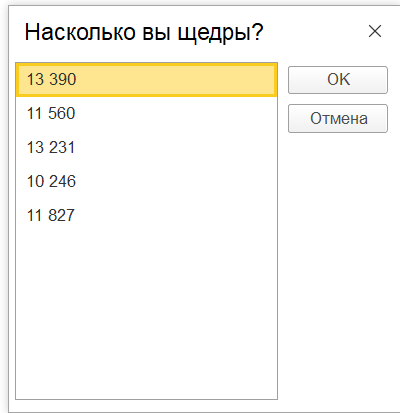 Насколько вы щедры?
13 390
OK
11 560
Отмена
13 231
10 246
11 827